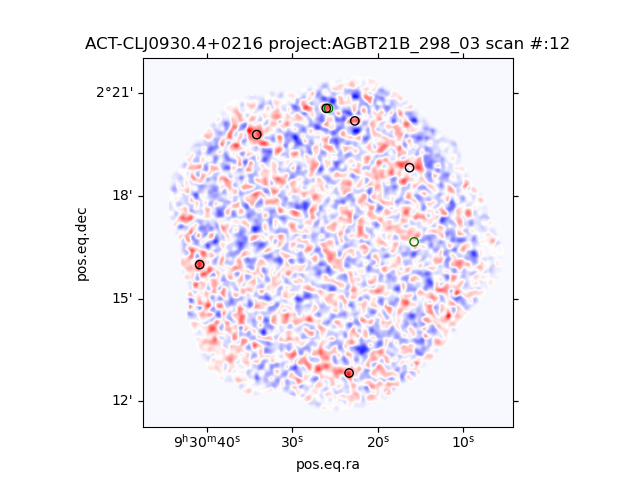 ACT-CLJ0930.4+0216 project:AGBT21B_298_03 scan #:12
2°21'
18'
15'
12'
pos.eq.dec
9ʰ30ᵐ40ˢ 30ˢ 20ˢ 10ˢ
pos.eq.ra